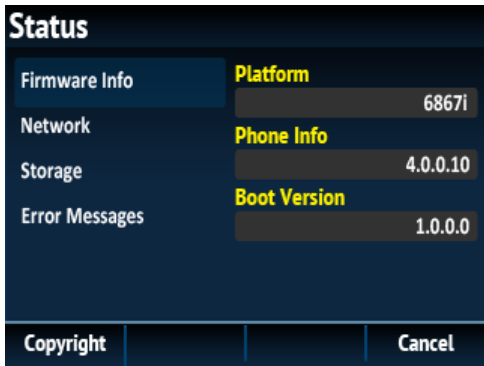 Status
Firmware Info
Network
Storage
Error Messages
Platform
6867i
Phone Info
4.0.0.10
Boot Version
1.0.0.0
Copyright
Cancel